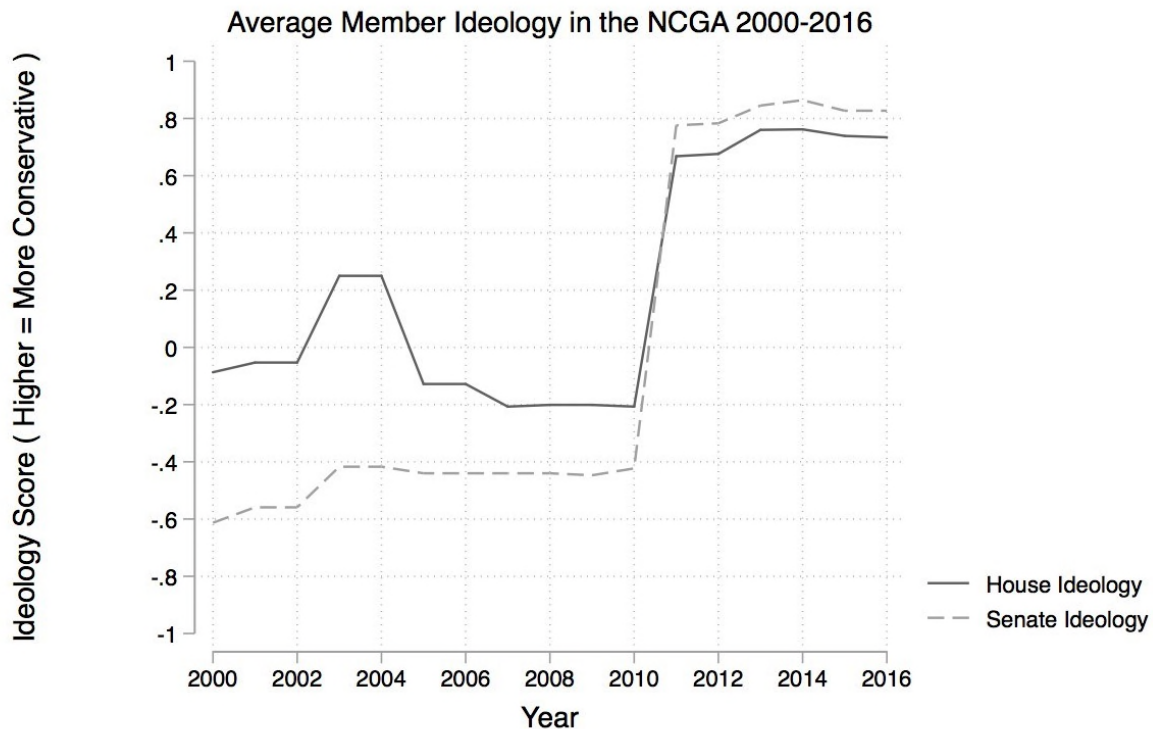 Average Member Ideology in the NCGA 2000-2016
Ideology Score ( Higher = More Conservative )
1
.8
.6
.4
.2
0
-.2
-.4
-.6
-.8
-1
2000 2002 2004 2006 2008 2010 2012 2014 2016
Year
House Ideology
Senate Ideology